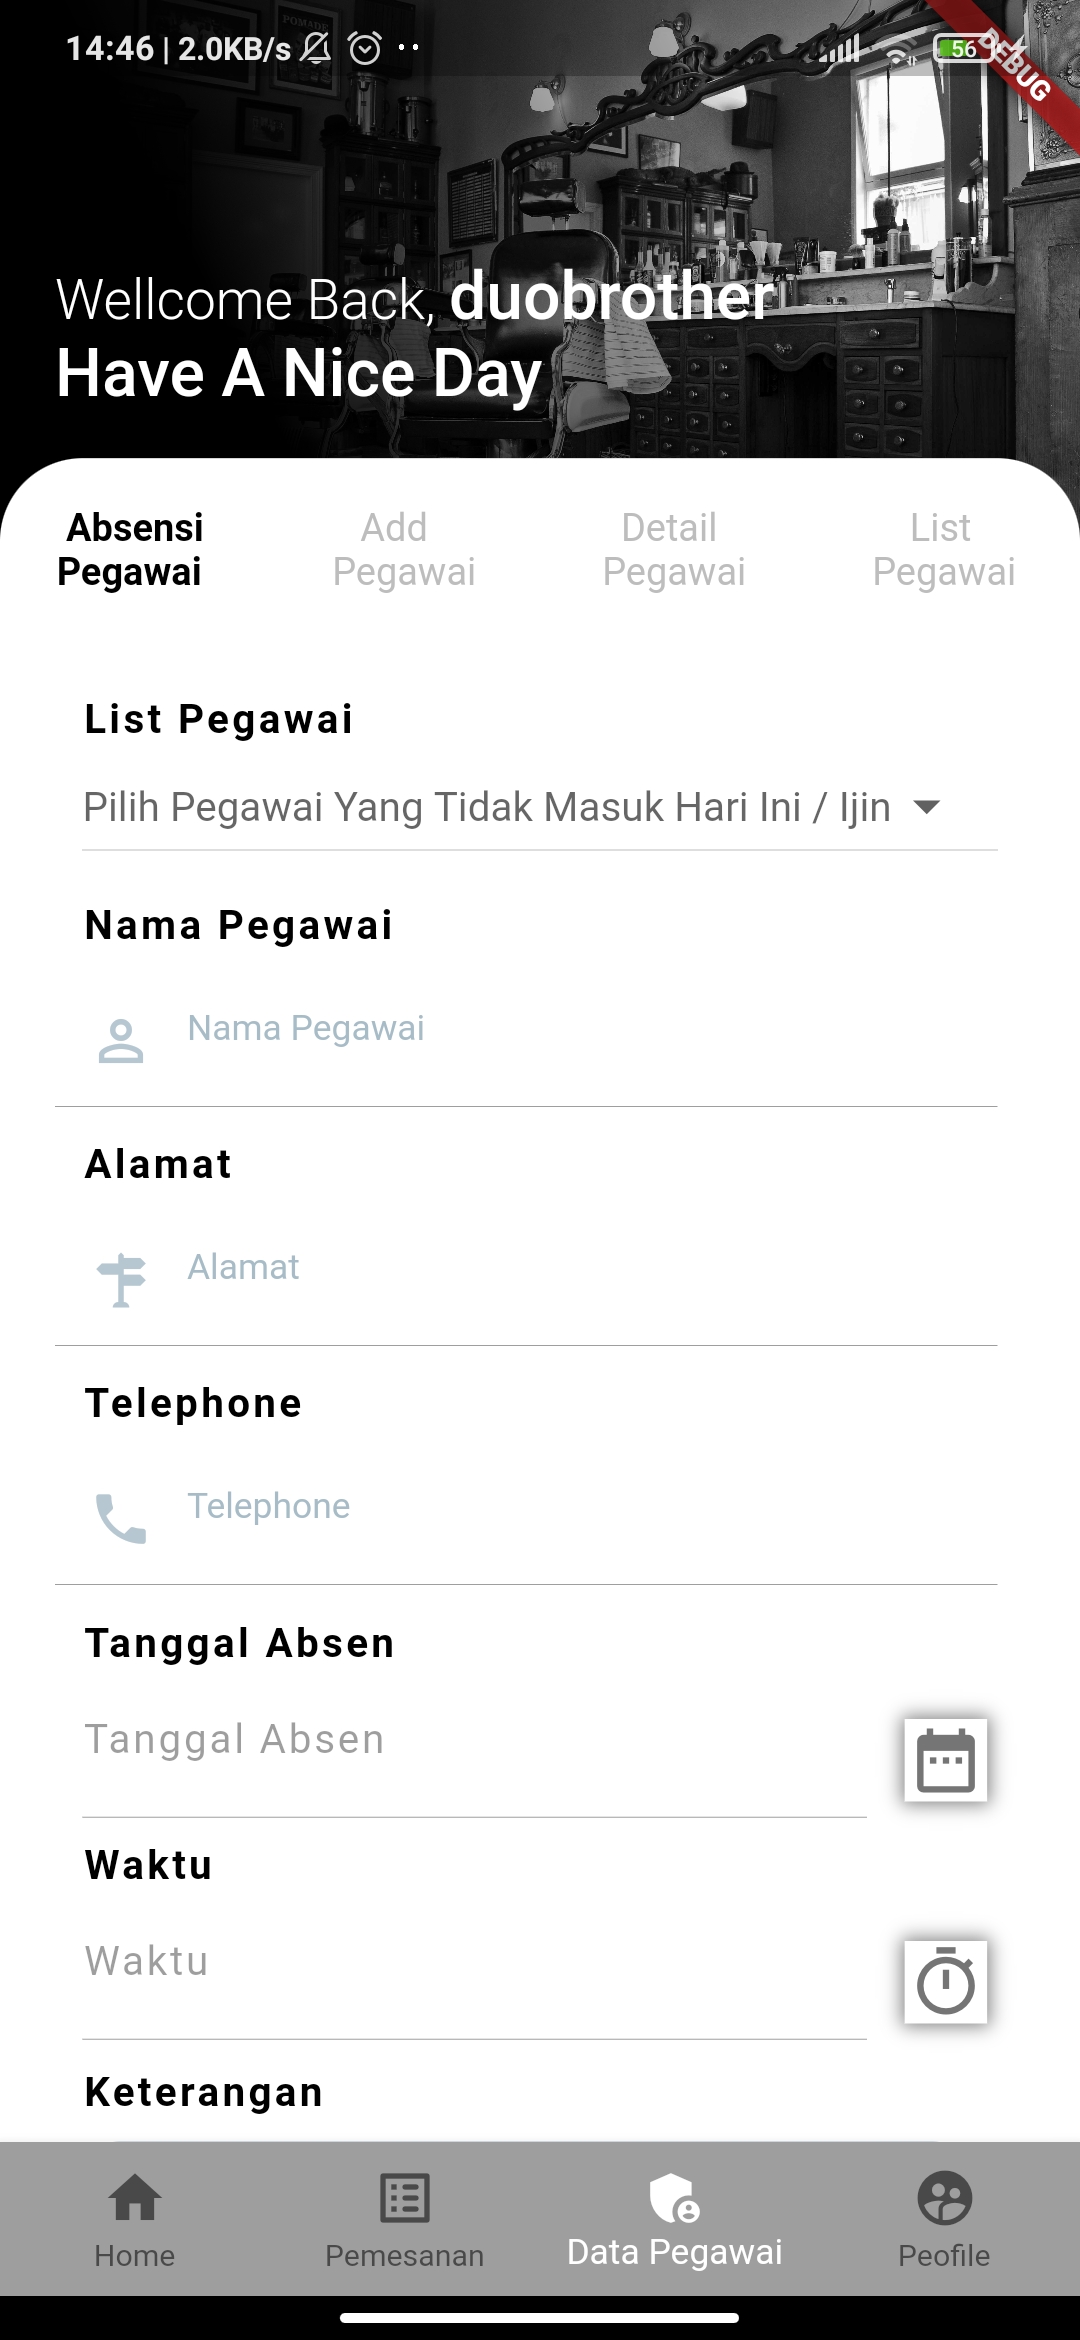 14:46 | 2.0KB/s
56
DEBUG
POMADE
Wellcome Back, duobrother
Have A Nice Day
Absensi
Pegawai
Add
Pegawai
Detail
Pegawai
List
Pegawai
List Pegawai
Pilih Pegawai Yang Tidak Masuk Hari Ini / Ijin
Nama Pegawai
Nama Pegawai
Alamat
Alamat
Telephone
Telephone
Tanggal Absen
Tanggal Absen
Waktu
Waktu
Keterangan
Home
Pemesanan
Data Pegawai
Peofile